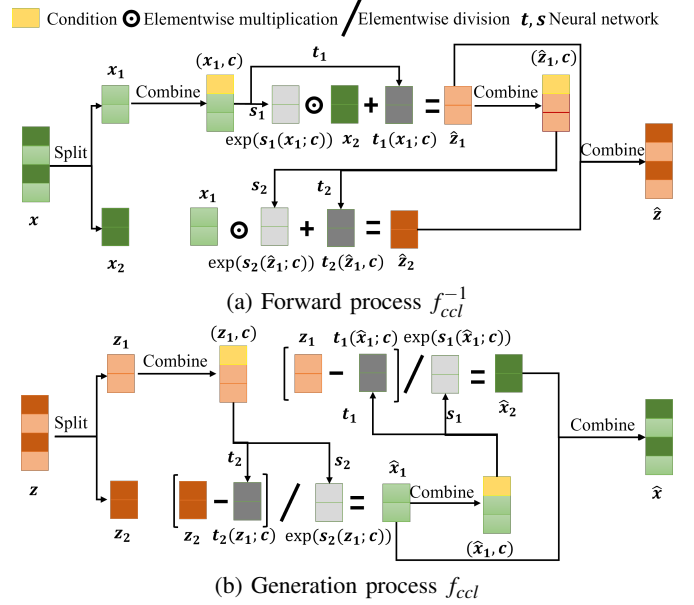 Condition ⊙ Elementwise multiplication / Elementwise division t, s Neural network
x₁ Combine (x₁, c) t₁ (ẑ₁, c)
s₁ ⊙ + = Combine
exp(s₁(x₁; c)) x₂ t₁(x₁; c) ẑ₁
Split Combine
x s₂ t₂ ẑ
x₁ ⊙ + =
x₂ exp(s₂(ẑ₁; c)) t₂(ẑ₁, c) ẑ₂
(a) Forward process f⁻¹ccl
z₁ Combine (z₁, c) z₁ t₁(x̂₁; c) exp(s₁(x̂₁; c))
[ − ] / =
t₁ s₁ x̂₂
Split Combine
z t₂ s₂ x̂₁ x̂
[ − ] / = Combine
z₂ z₂ t₂(z₁; c) exp(s₂(z₁; c)) (x̂₁, c)
(b) Generation process fccl